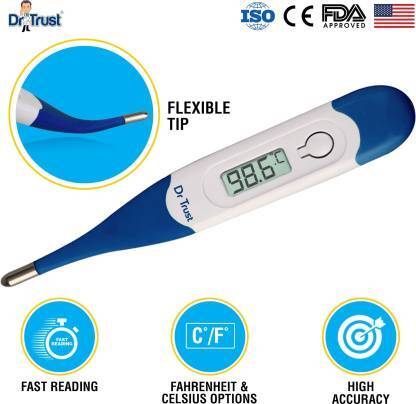 Dr Trust®
ISO CE FDA
APPROVED
FLEXIBLE
TIP
98.6°C
Dr Trust
FAST
READING
C°/F°
FAST READING
FAHRENHEIT &
CELSIUS OPTIONS
HIGH
ACCURACY